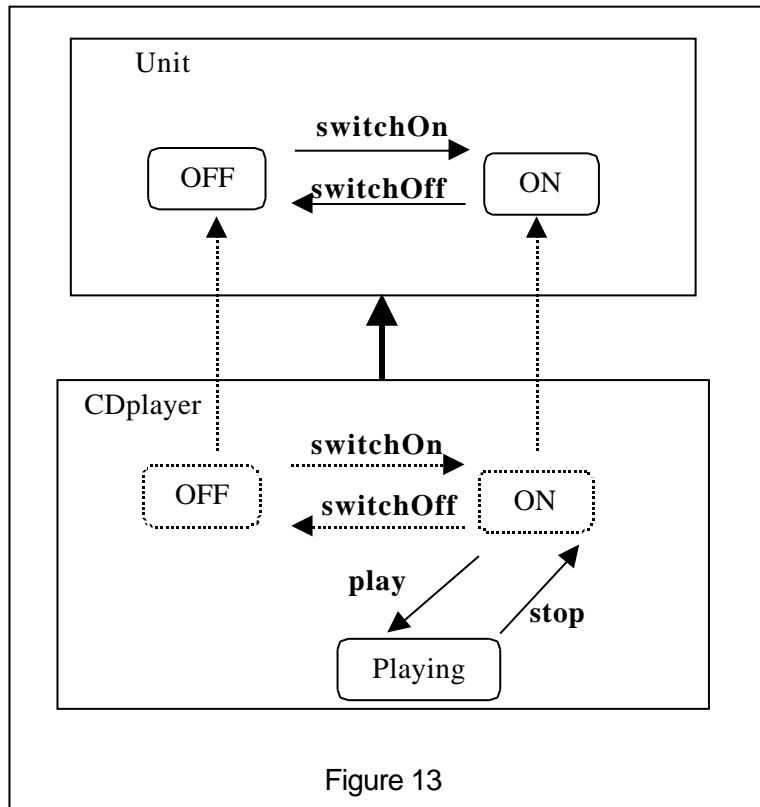 Unit
switchOn
OFF
switchOff
ON
CDplayer
switchOn
OFF
switchOff
ON
play
stop
Playing
Figure 13